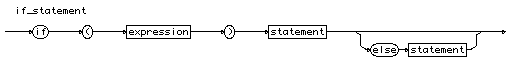 if_statement
if ( expression ) statement
else statement